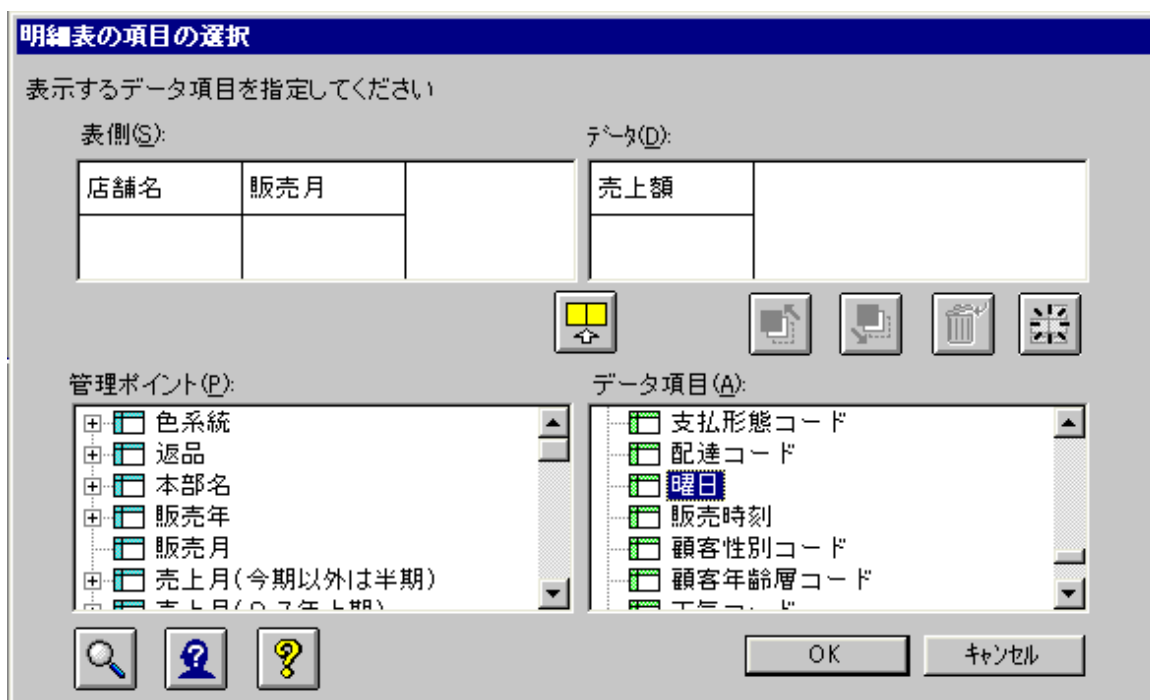 明細表の項目の選択
表示するデータ項目を指定してください
表側(S):
データ(D):
店舗名 販売月
売上額
管理ポイント(P):
データ項目(A):
色系統
返品
本部名
販売年
販売月
売上月(今期以外は半期)
支払形態コード
配達コード
曜日
販売時刻
顧客性別コード
顧客年齢層コード
OK
キャンセル